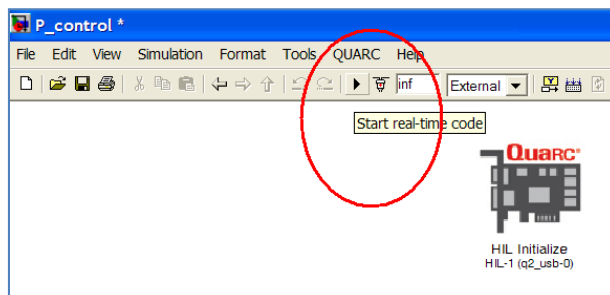 P_control *
File Edit View Simulation Format Tools QUARC Help
inf External
Start real-time code
QUARC
HIL Initialize
HIL-1 (q2_usb-0)